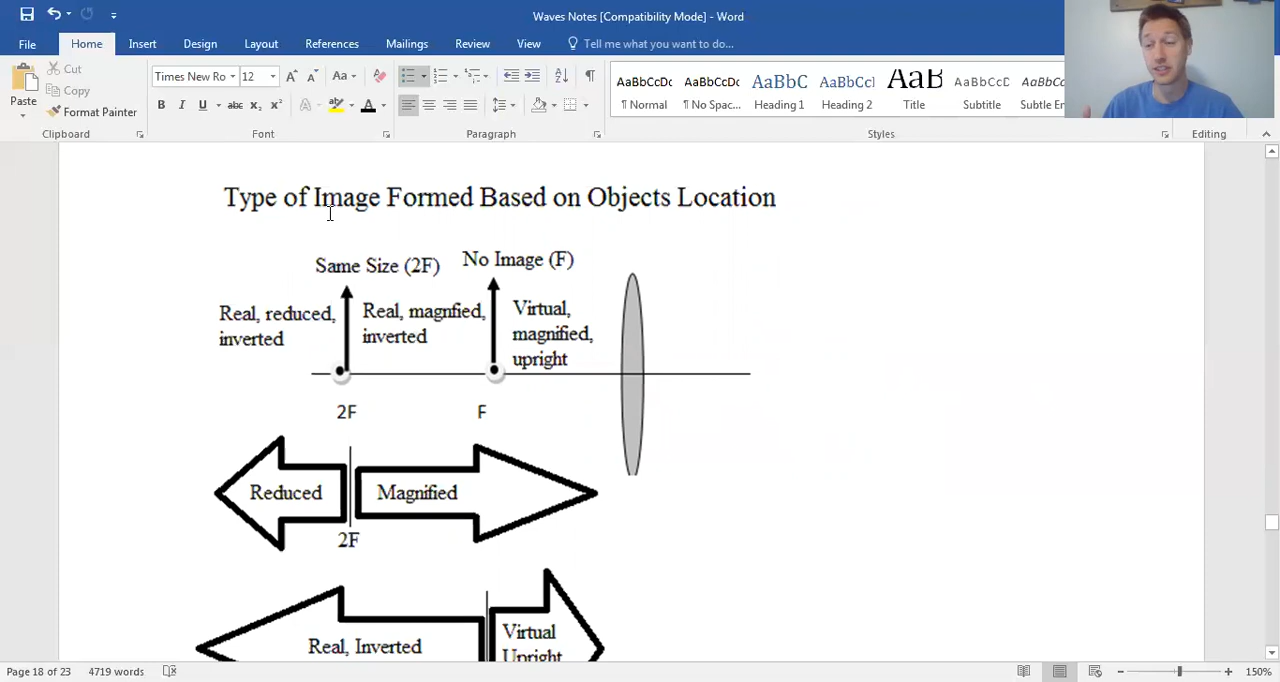 Waves Notes [Compatibility Mode] - Word
File Home Insert Design Layout References Mailings Review View Tell me what you want to do...
Paste
Cut
Copy
Format Painter
Clipboard
Times New Ro 12
Font
Paragraph
AaBbCcDc AaBbCcDc AaBbC AaBbCcI AaB AaBbCcD
¶ Normal ¶ No Spac... Heading 1 Heading 2 Title Subtitle Subtle En
Styles
Editing
Type of Image Formed Based on Objects Location
Same Size (2F) No Image (F)
Real, reduced,
inverted
Real, magnfied,
inverted
Virtual,
magnified,
upright
2F F
Reduced Magnified
2F
Real, Inverted
Virtual
Upright
Page 18 of 23 4719 words 150%